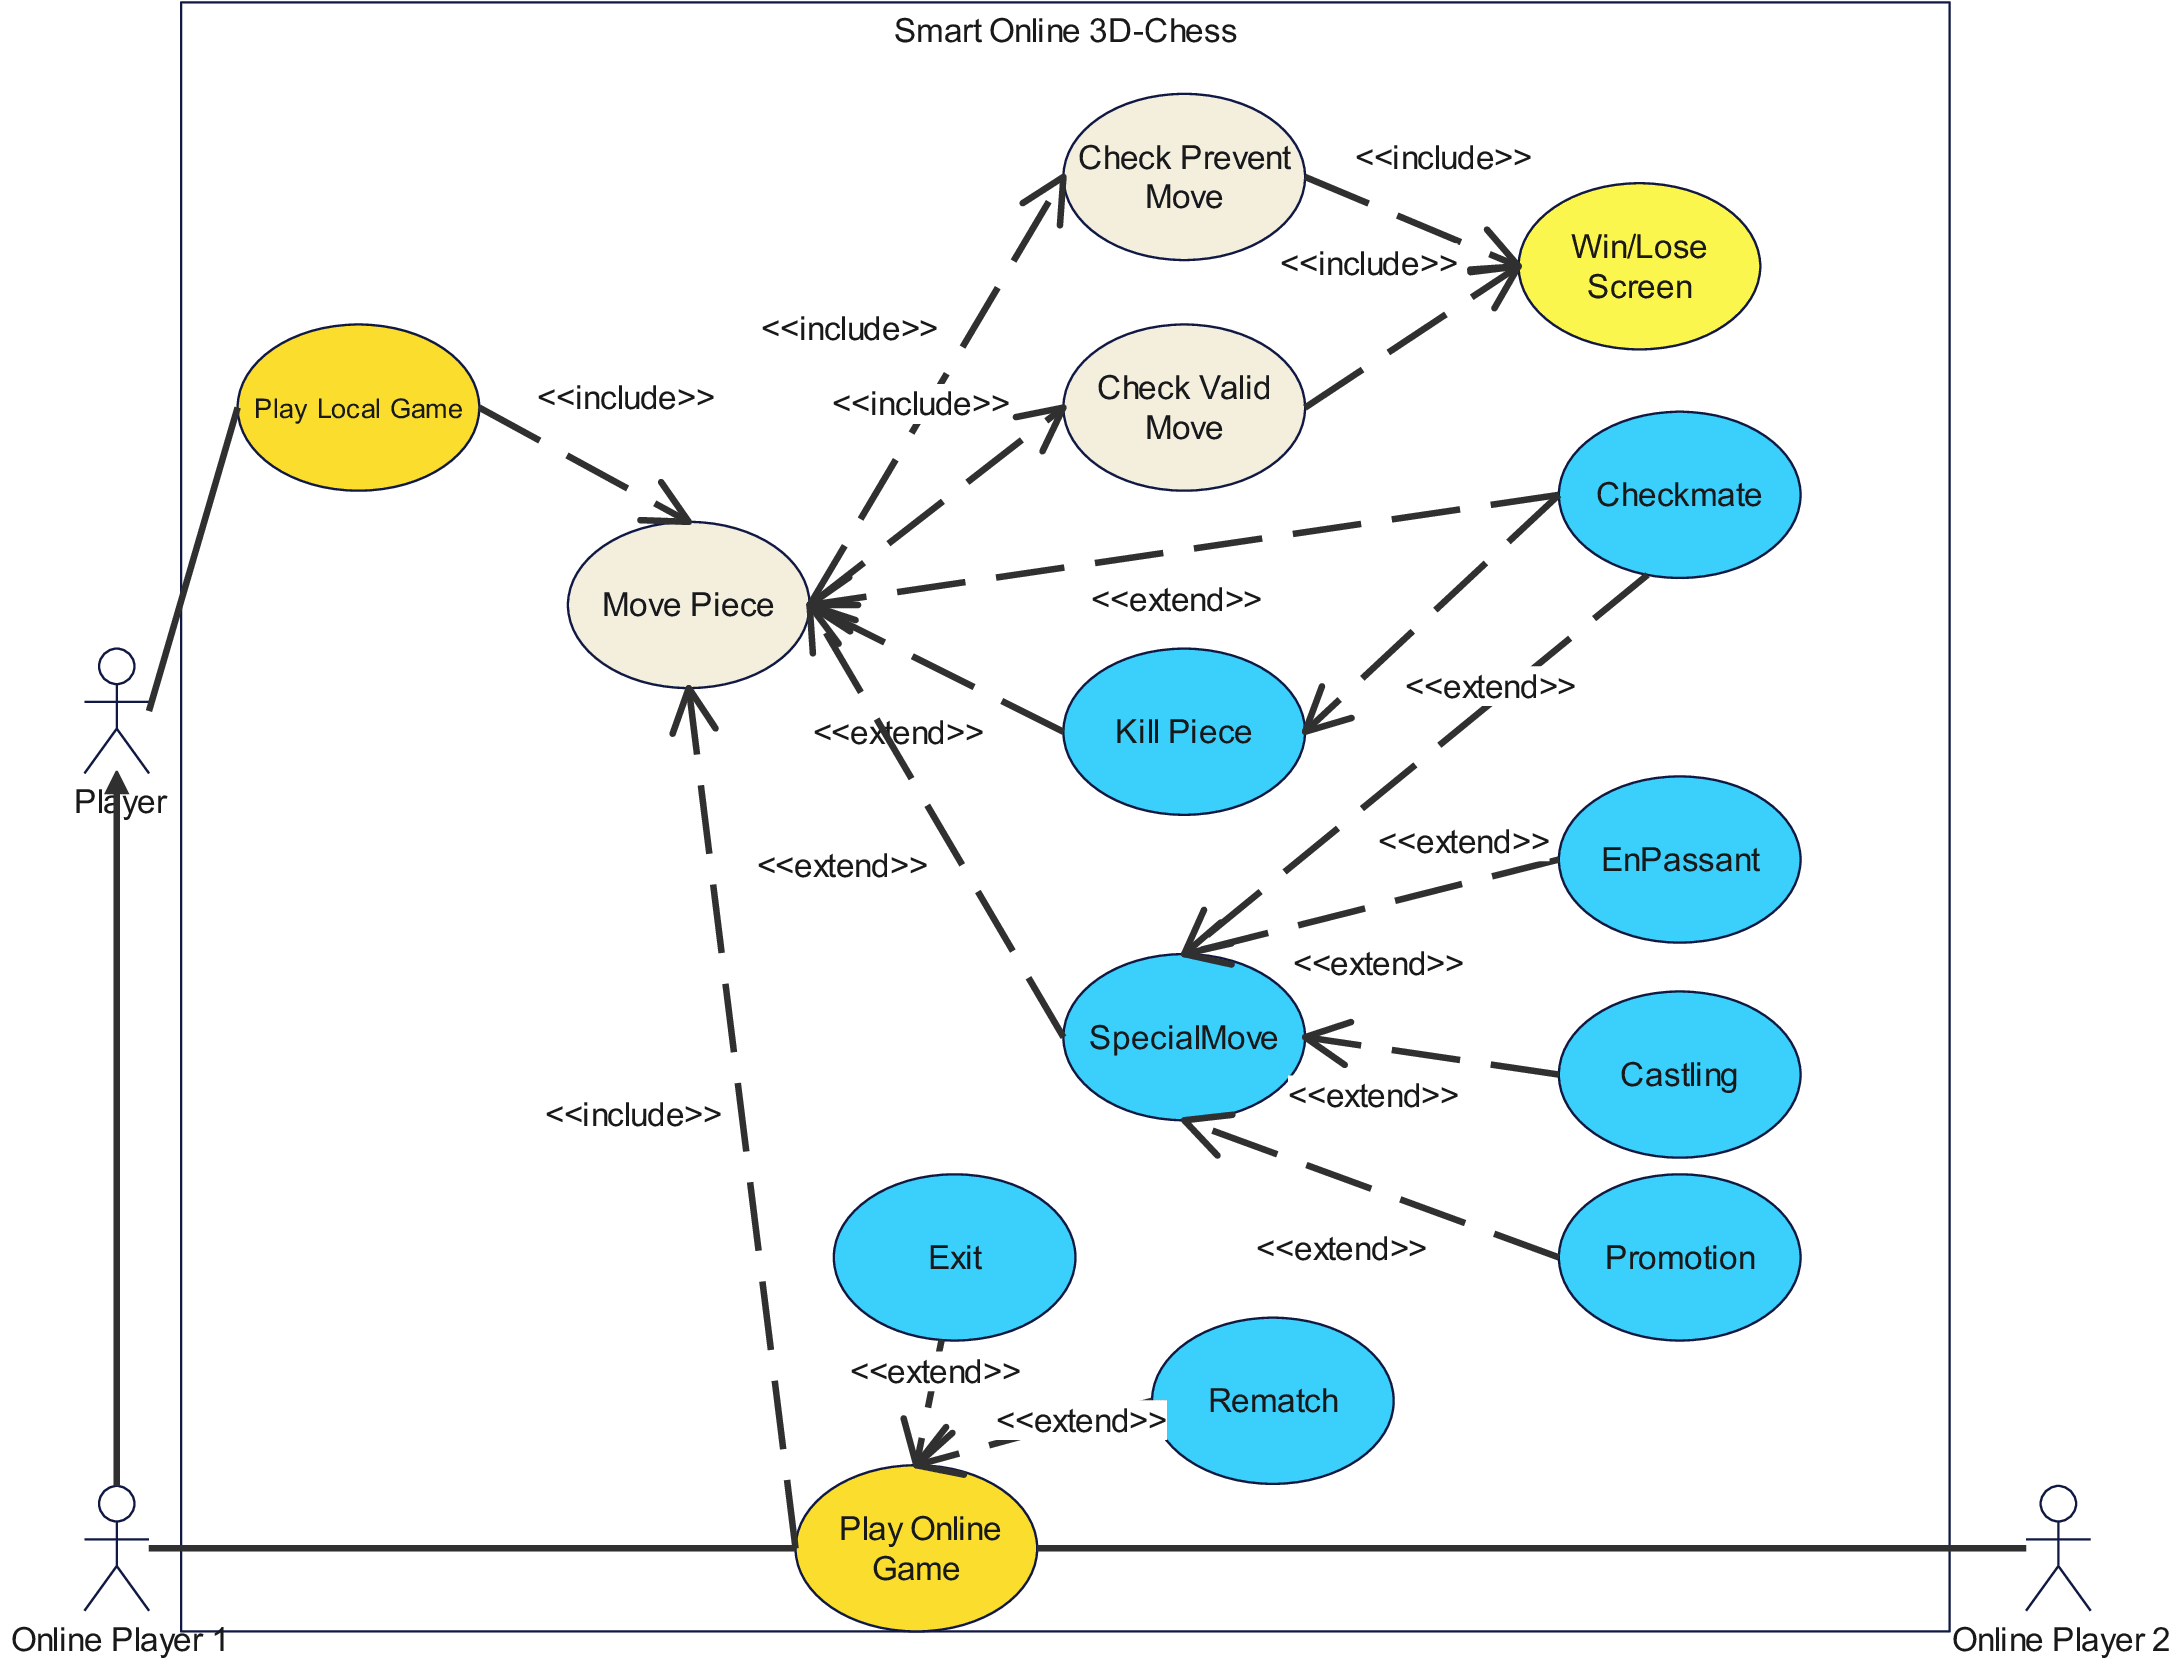 Smart Online 3D-Chess
Check Prevent
Move
<<include>>
Win/Lose
Screen
<<include>>
<<include>>
Play Local Game
<<include>>
<<include>>
Check Valid
Move
Checkmate
Move Piece
<<extend>>
<<extend>>
Kill Piece
<<extend>>
Player
<<extend>>
<<extend>>
EnPassant
<<extend>>
SpecialMove
Castling
<<extend>>
<<include>>
Promotion
<<extend>>
Exit
<<extend>>
Rematch
<<extend>>
Play Online
Game
Online Player 1
Online Player 2